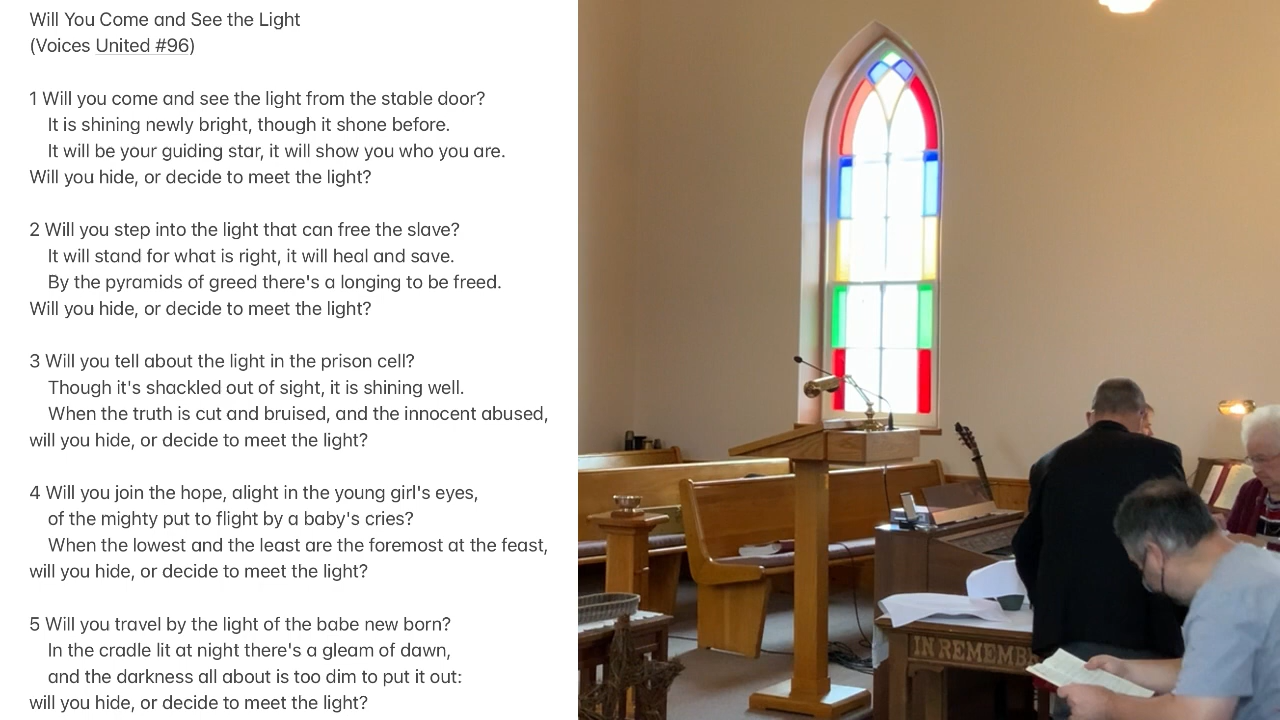 Will You Come and See the Light
(Voices United #96)
1 Will you come and see the light from the stable door?
It is shining newly bright, though it shone before.
It will be your guiding star, it will show you who you are.
Will you hide, or decide to meet the light?
2 Will you step into the light that can free the slave?
It will stand for what is right, it will heal and save.
By the pyramids of greed there's a longing to be freed.
Will you hide, or decide to meet the light?
3 Will you tell about the light in the prison cell?
Though it's shackled out of sight, it is shining well.
When the truth is cut and bruised, and the innocent abused,
will you hide, or decide to meet the light?
4 Will you join the hope, alight in the young girl's eyes,
of the mighty put to flight by a baby's cries?
When the lowest and the least are the foremost at the feast,
will you hide, or decide to meet the light?
5 Will you travel by the light of the babe new born?
In the cradle lit at night there's a gleam of dawn,
and the darkness all about is too dim to put it out:
will you hide, or decide to meet the light?
IN REMEMB